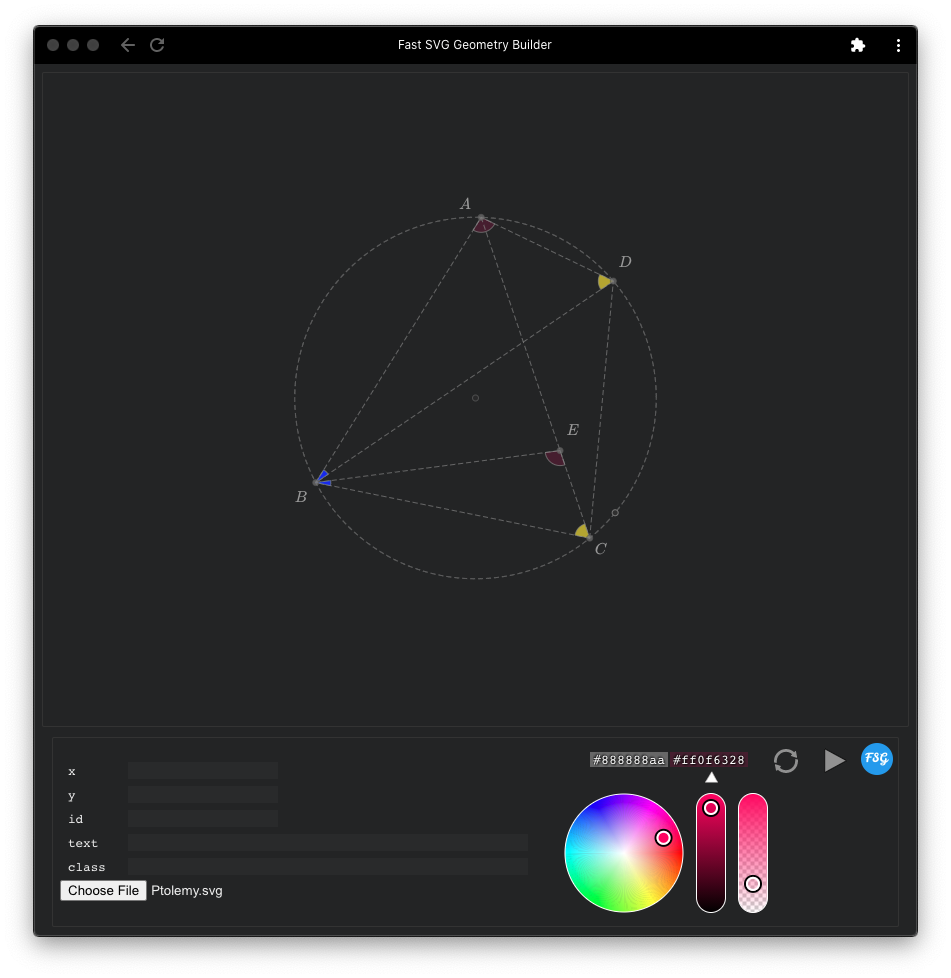 Fast SVG Geometry Builder
A
D
E
B
C
#888888aa #ff0f6328
FSG
x
y
id
text
class
Choose File Ptolemy.svg